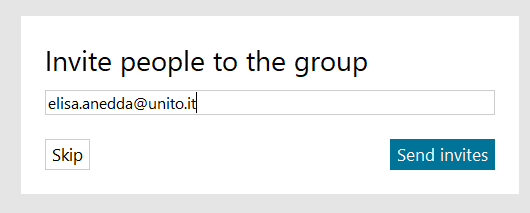 Invite people to the group
elisa.anedda@unito.it
Skip
Send invites